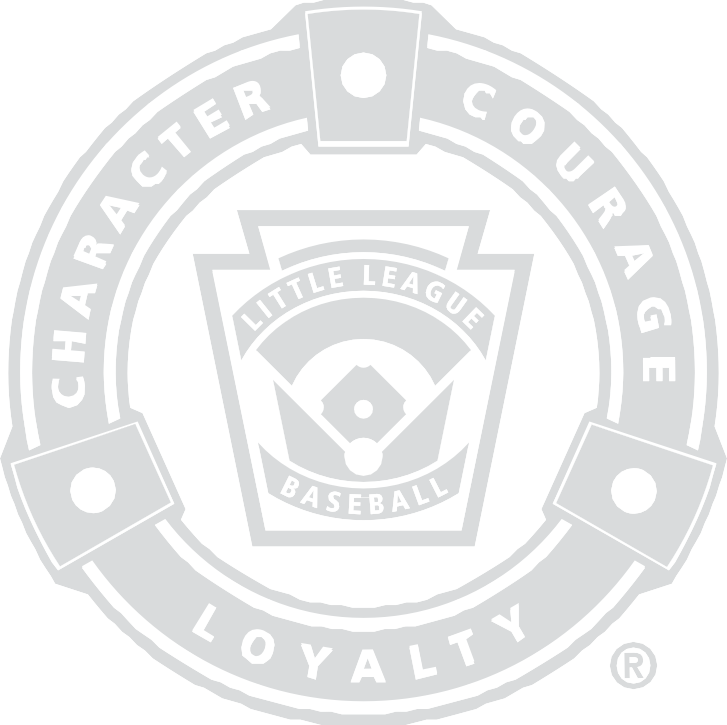 CHARACTER
COURAGE
LITTLE LEAGUE
BASEBALL
LOYALTY
®